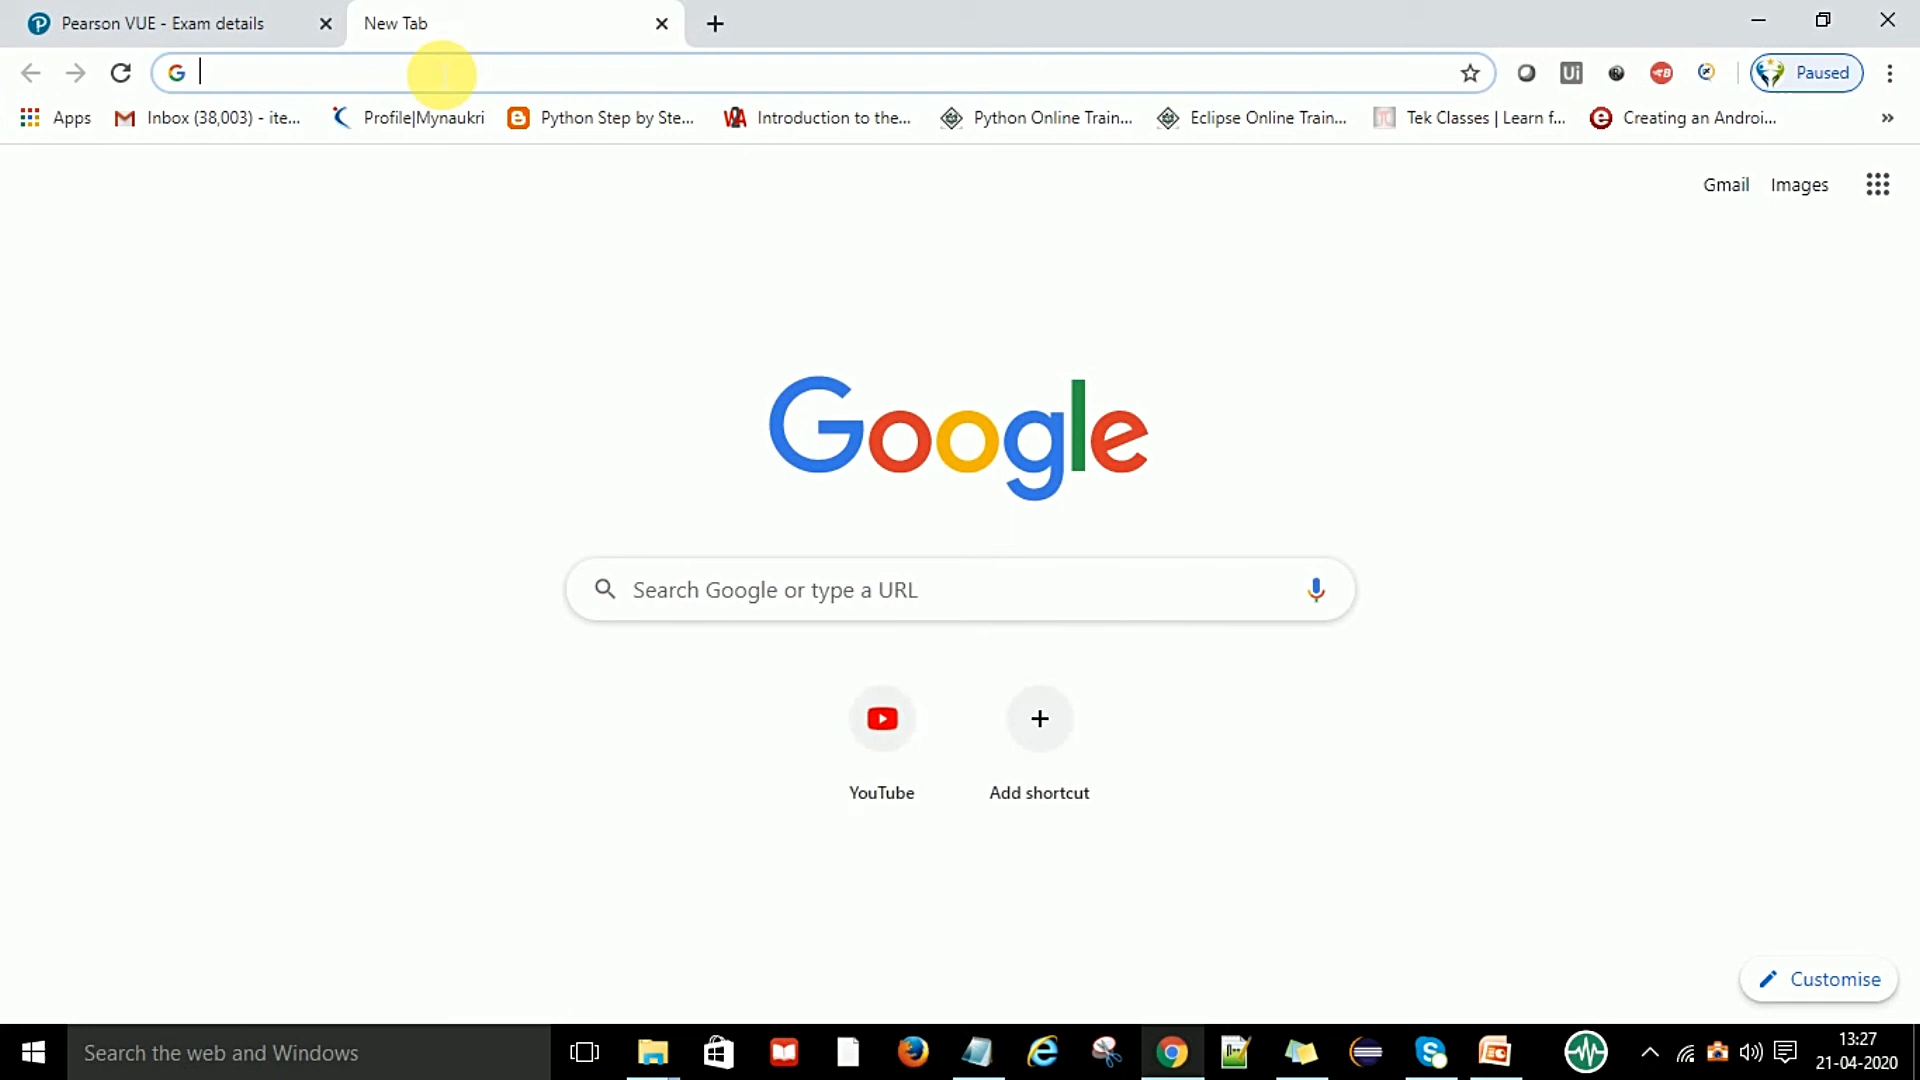 Pearson VUE - Exam details
New Tab
Paused
Apps
Inbox (38,003) - ite...
Profile|Mynaukri
Python Step by Ste...
Introduction to the...
Python Online Train...
Eclipse Online Train...
Tek Classes | Learn f...
Creating an Androi...
»
Gmail Images
Google
Search Google or type a URL
YouTube
Add shortcut
Customise
Search the web and Windows
13:27
21-04-2020